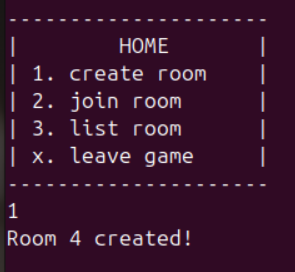 ---------------------
|        HOME       |
| 1. create room    |
| 2. join room      |
| 3. list room      |
| x. leave game     |
---------------------
1
Room 4 created!